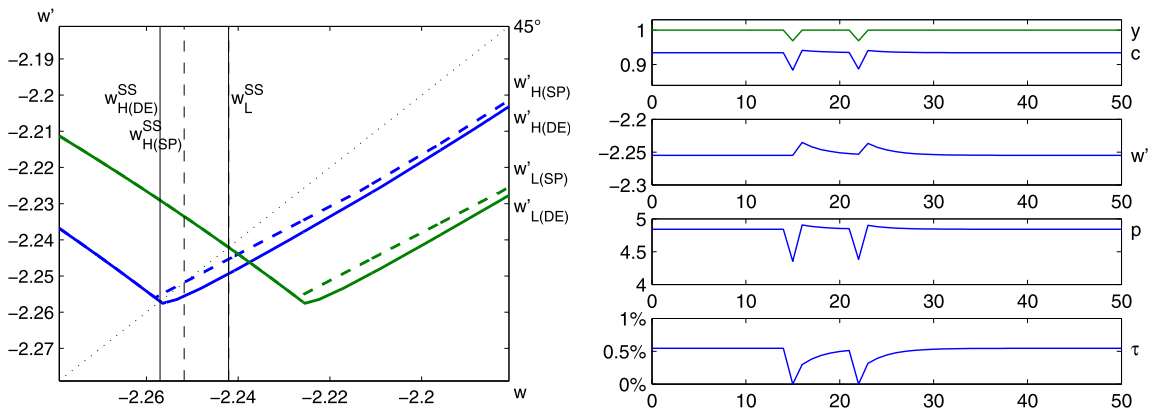 w'
45°
−2.19
−2.2
−2.21
−2.22
−2.23
−2.24
−2.25
−2.26
−2.27
w^SS_H(DE)
w^SS_H(SP)
w^SS_L
w'_H(SP)
w'_H(DE)
w'_L(SP)
w'_L(DE)
−2.26 −2.24 −2.22 −2.2 w
1
0.9
y
c
0 10 20 30 40 50
−2.2
−2.25
−2.3
w'
0 10 20 30 40 50
5
4.5
4
p
0 10 20 30 40 50
1%
0.5%
0%
τ
0 10 20 30 40 50